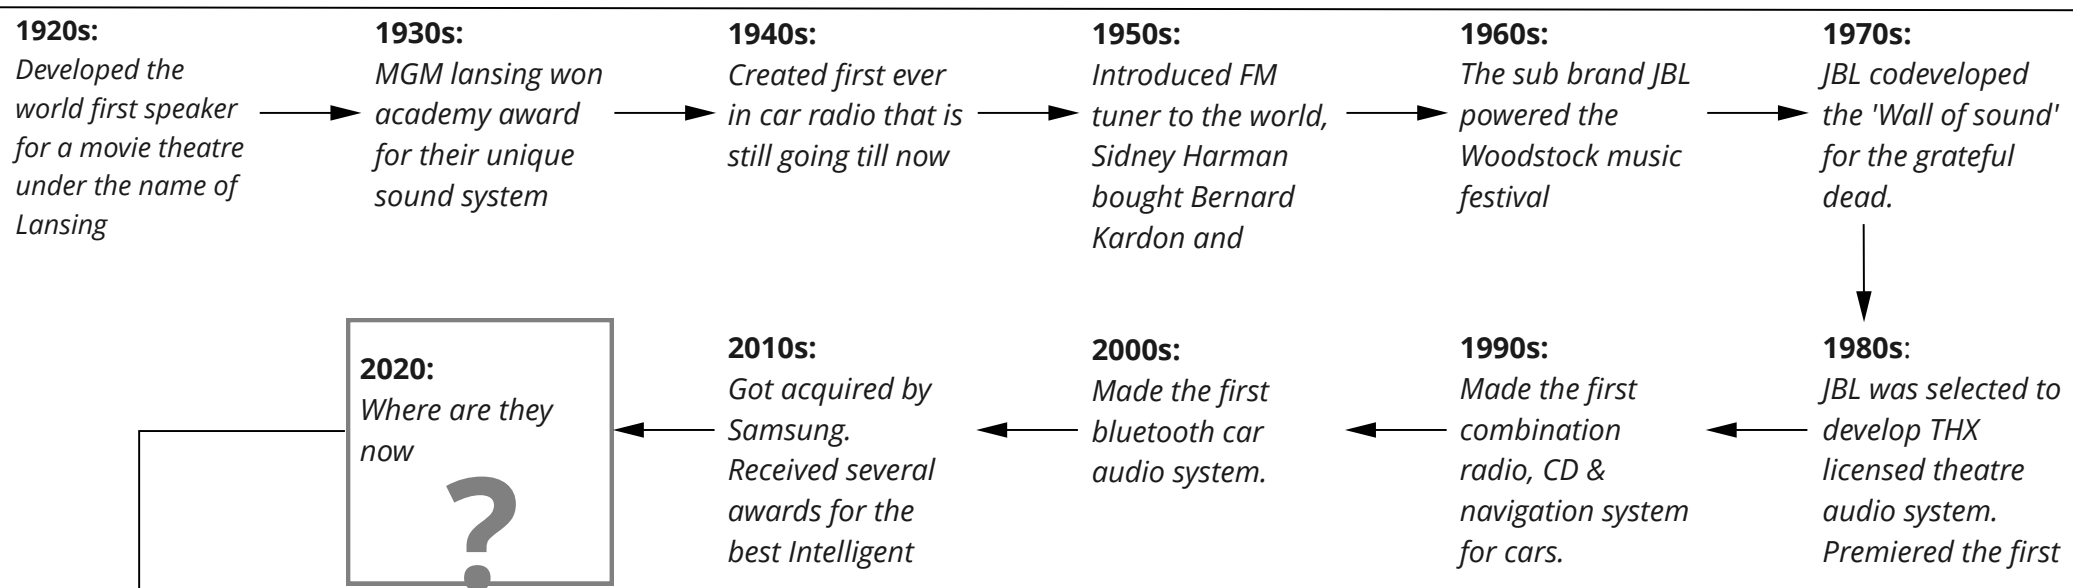 1920s:
Developed the
world first speaker
for a movie theatre
under the name of
Lansing
1930s:
MGM lansing won
academy award
for their unique
sound system
1940s:
Created first ever
in car radio that is
still going till now
1950s:
Introduced FM
tuner to the world,
Sidney Harman
bought Bernard
Kardon and
1960s:
The sub brand JBL
powered the
Woodstock music
festival
1970s:
JBL codeveloped
the 'Wall of sound'
for the grateful
dead.
1980s:
JBL was selected to
develop THX
licensed theatre
audio system.
Premiered the first
1990s:
Made the first
combination
radio, CD &
navigation system
for cars.
2000s:
Made the first
bluetooth car
audio system.
2010s:
Got acquired by
Samsung.
Received several
awards for the
best Intelligent
2020:
Where are they
now
?